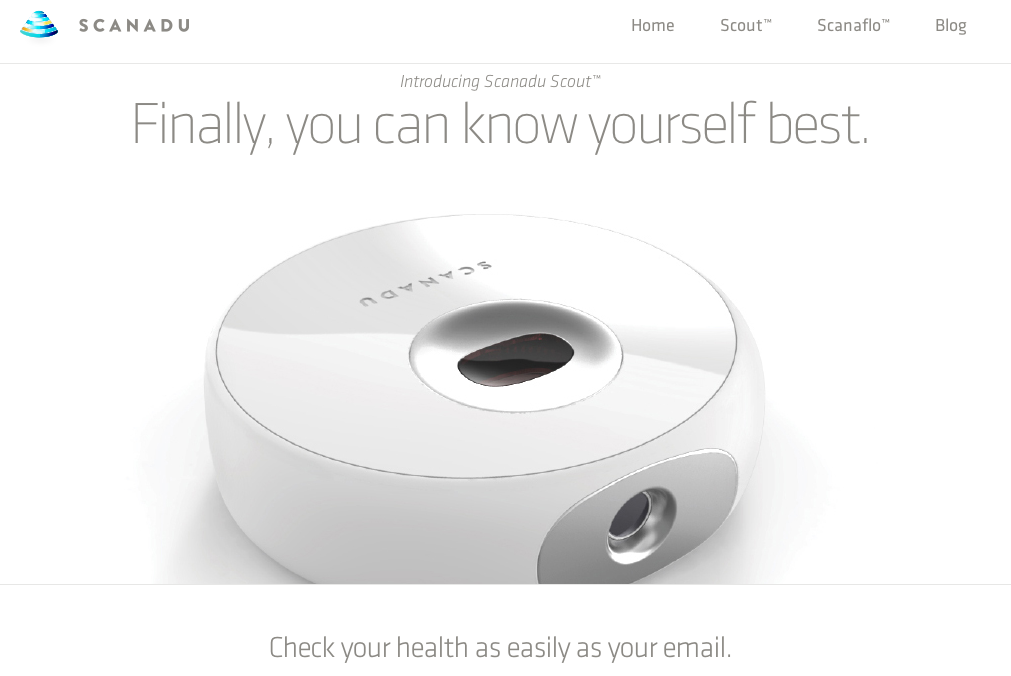 SCANADU
Home Scout™ Scanaflo™ Blog
Introducing Scanadu Scout™
Finally, you can know yourself best.
SCANADU
Check your health as easily as your email.